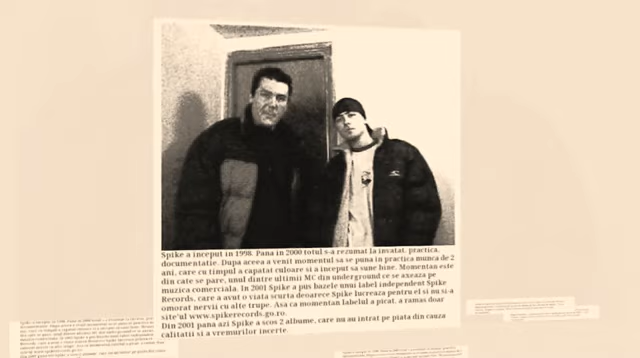 Spike a inceput in 1998. Pana in 2000 totul s-a rezumat la invatat, practica,
documentatie. Dupa aceea a venit momentul sa se puna in practica munca de 2
ani, care cu timpul a capatat culoare si a inceput sa sune bine. Momentan este
din cate se pare, unul dintre ultimii MC din underground ce se axeaza pe
muzica comerciala. In 2001 Spike a pus bazele unui label independent Spike
Records, care a avut o viata scurta deoarece Spike lucreaza pentru el si nu si-a
omorat nervii cu alte trupe. Asa ca momentan labelul a picat, a ramas doar
site'ul www.spikerecords.go.ro.
Din 2001 pana azi Spike a scos 2 albume, care nu au intrat pe piata din cauza
calitatii si a vremurilor incerte.